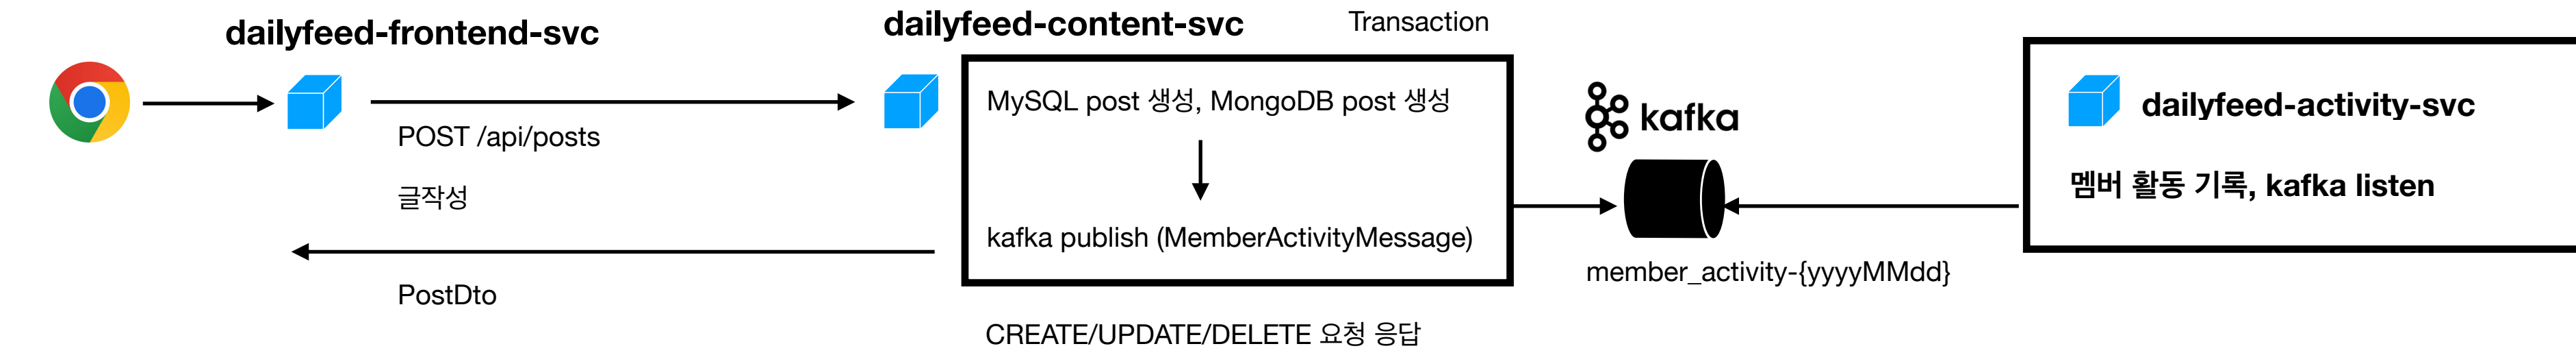 dailyfeed-frontend-svc
POST /api/posts
글작성
PostDto
dailyfeed-content-svc
Transaction
MySQL post 생성, MongoDB post 생성
kafka publish (MemberActivityMessage)
CREATE/UPDATE/DELETE 요청 응답
kafka
member_activity-{yyyyMMdd}
dailyfeed-activity-svc
멤버 활동 기록, kafka listen